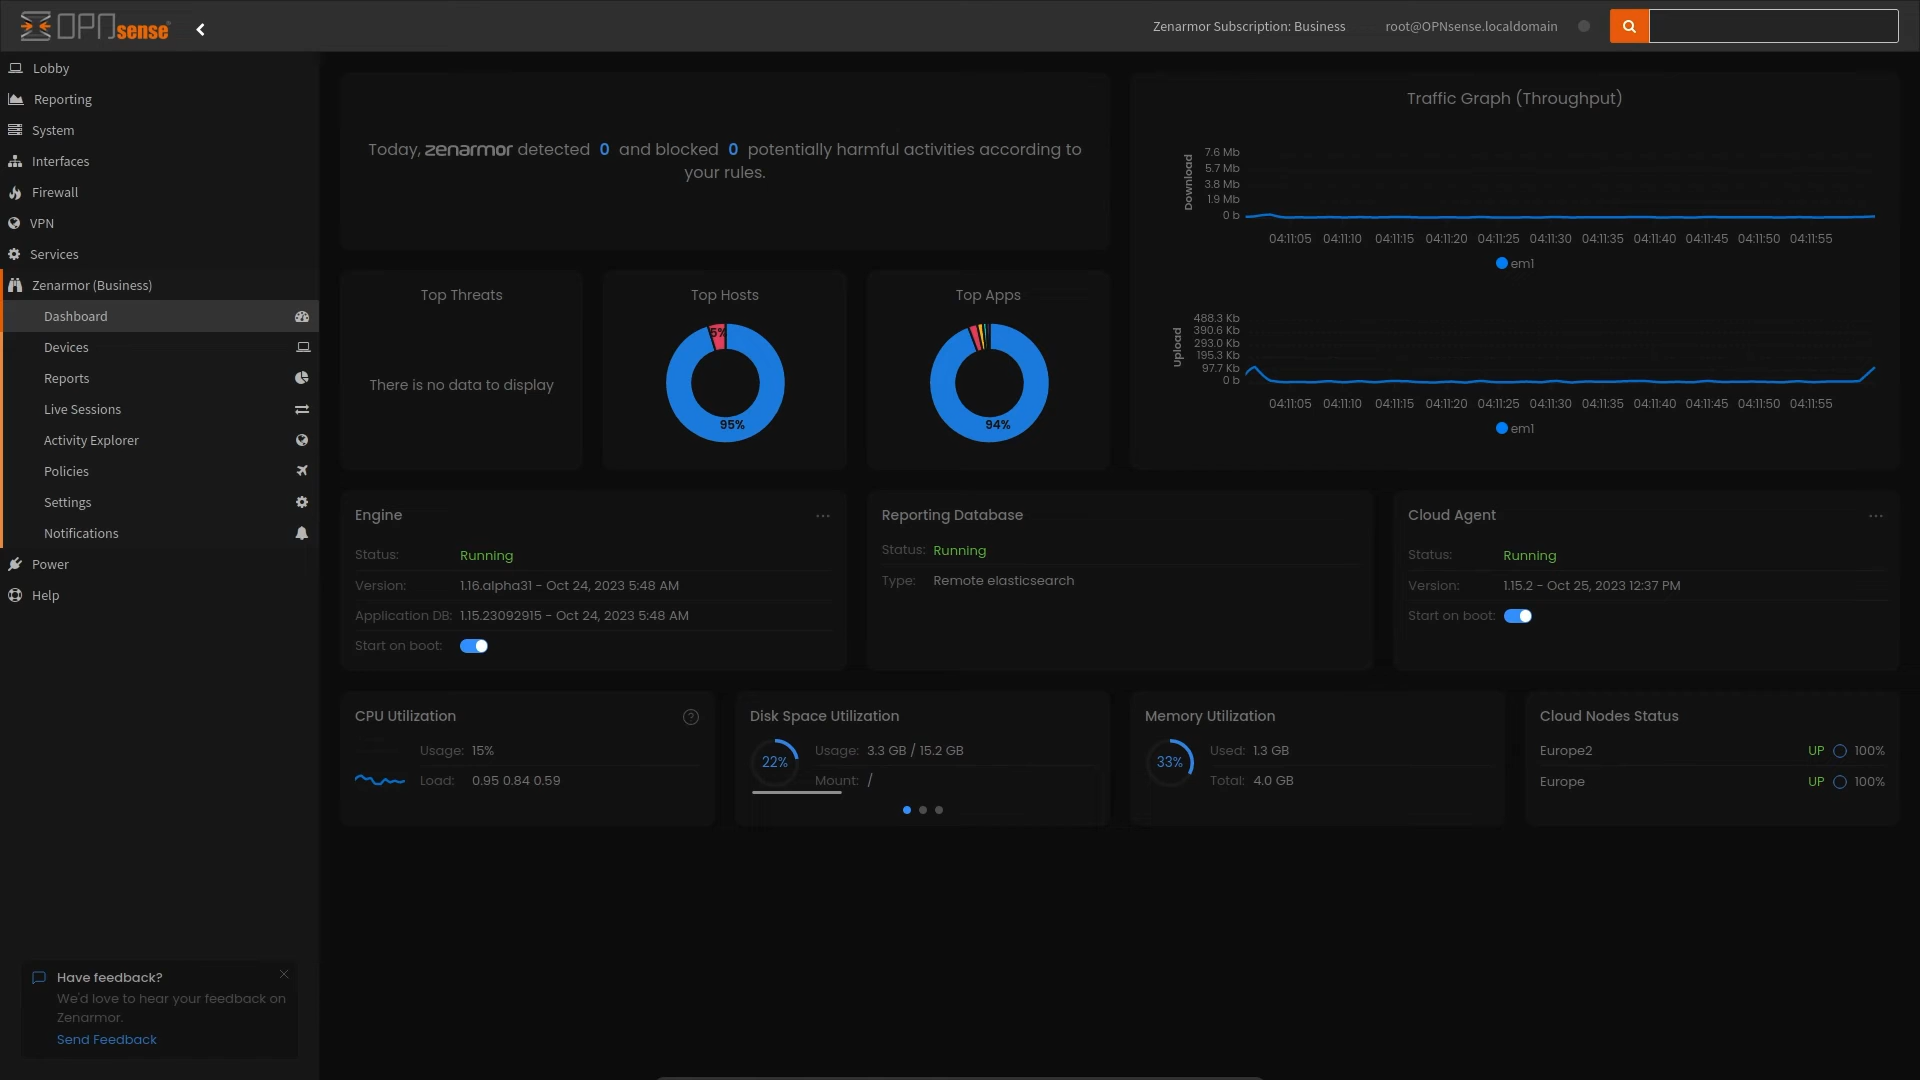 OPNsense
Zenarmor Subscription: Business
root@OPNsense.localdomain
Lobby
Reporting
System
Interfaces
Firewall
VPN
Services
Zenarmor (Business)
Dashboard
Devices
Reports
Live Sessions
Activity Explorer
Policies
Settings
Notifications
Power
Help
Today, zenarmor detected 0 and blocked 0 potentially harmful activities according to
your rules.
Traffic Graph (Throughput)
Download
7.6 Mb
5.7 Mb
3.8 Mb
1.9 Mb
0 b
04:11:05 04:11:10 04:11:15 04:11:20 04:11:25 04:11:30 04:11:35 04:11:40 04:11:45 04:11:50 04:11:55
em1
Upload
488.3 Kb
390.6 Kb
293.0 Kb
195.3 Kb
97.7 Kb
0 b
04:11:05 04:11:10 04:11:15 04:11:20 04:11:25 04:11:30 04:11:35 04:11:40 04:11:45 04:11:50 04:11:55
em1
Top Threats
There is no data to display
Top Hosts
5%
95%
Top Apps
94%
Engine
Status: Running
Version: 1.16.alpha31 - Oct 24, 2023 5:48 AM
Application DB: 1.15.23092915 - Oct 24, 2023 5:48 AM
Start on boot:
Reporting Database
Status: Running
Type: Remote elasticsearch
Cloud Agent
Status: Running
Version: 1.15.2 - Oct 25, 2023 12:37 PM
Start on boot:
CPU Utilization
Usage: 15%
Load: 0.95 0.84 0.59
Disk Space Utilization
22%
Usage: 3.3 GB / 15.2 GB
Mount: /
Memory Utilization
33%
Used: 1.3 GB
Total: 4.0 GB
Cloud Nodes Status
Europe2 UP 100%
Europe UP 100%
Have feedback?
We'd love to hear your feedback on
Zenarmor.
Send Feedback